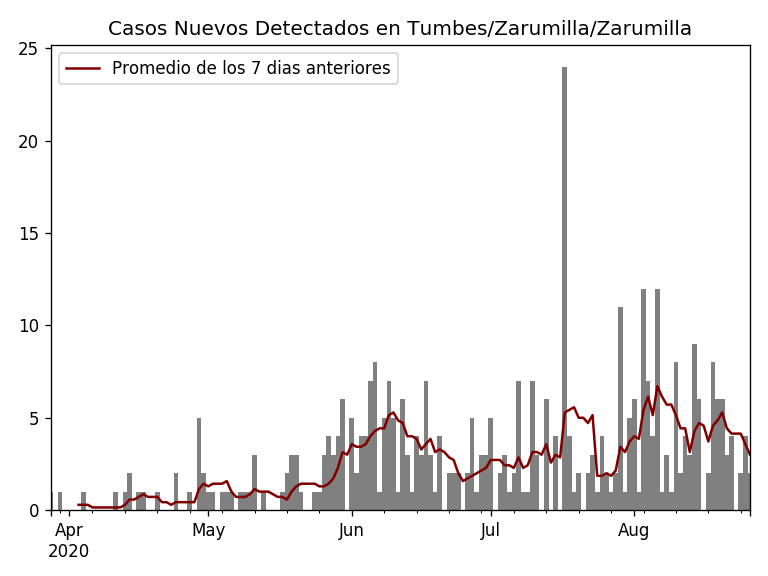 Casos Nuevos Detectados en Tumbes/Zarumilla/Zarumilla
Promedio de los 7 dias anteriores
25
20
15
10
5
0
Apr May Jun Jul Aug
2020